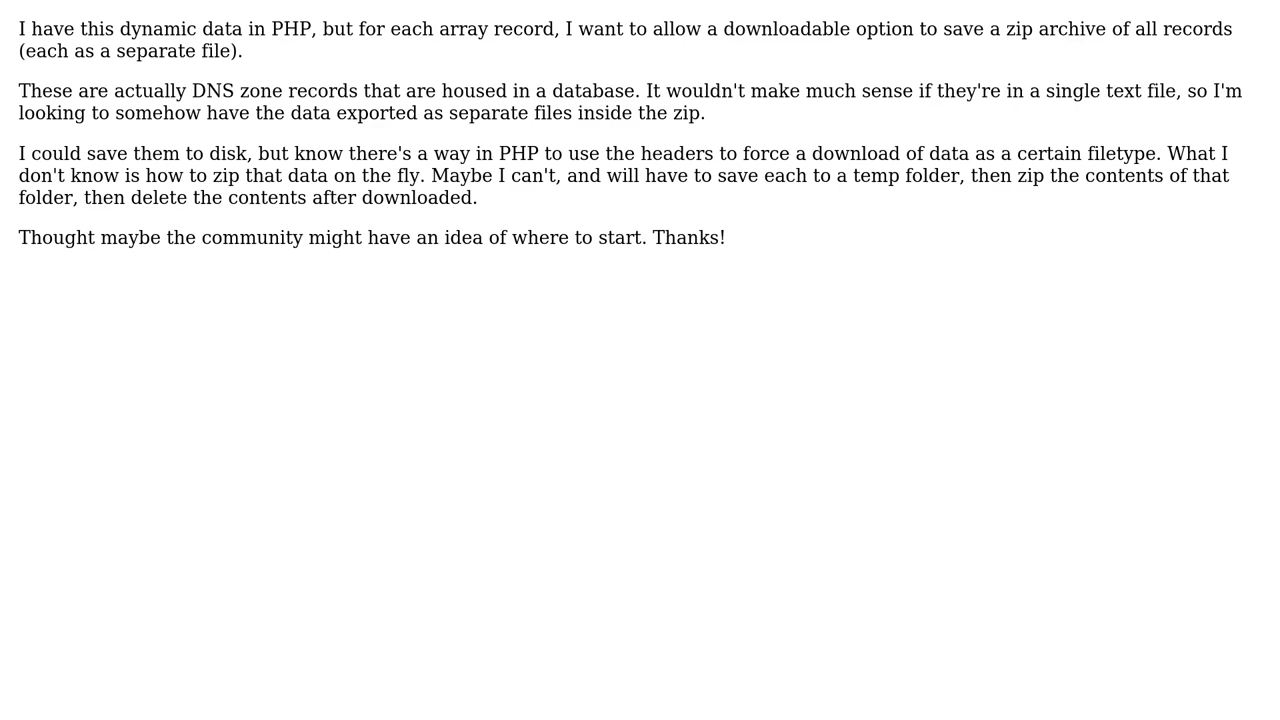 I have this dynamic data in PHP, but for each array record, I want to allow a downloadable option to save a zip archive of all records
(each as a separate file).
These are actually DNS zone records that are housed in a database. It wouldn't make much sense if they're in a single text file, so I'm
looking to somehow have the data exported as separate files inside the zip.
I could save them to disk, but know there's a way in PHP to use the headers to force a download of data as a certain filetype. What I
don't know is how to zip that data on the fly. Maybe I can't, and will have to save each to a temp folder, then zip the contents of that
folder, then delete the contents after downloaded.
Thought maybe the community might have an idea of where to start. Thanks!